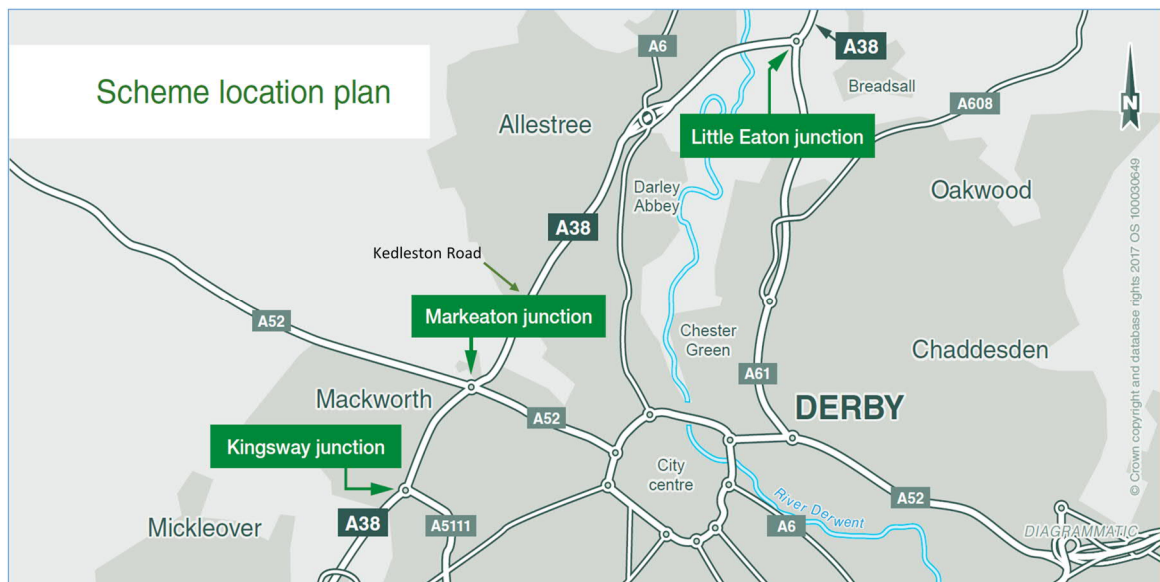 Scheme location plan
A6
A38
Breadsall
A608
N
Allestree
Little Eaton junction
Oakwood
Darley
Abbey
A38
Kedleston Road
A52
Markeaton junction
Chester
Green
Chaddesden
A61
Mackworth
A52
DERBY
Kingsway junction
City
centre
A52
River Derwent
Mickleover
A38
A5111
A6
DIAGRAMMATIC
© Crown copyright and database rights 2017 OS 100030649